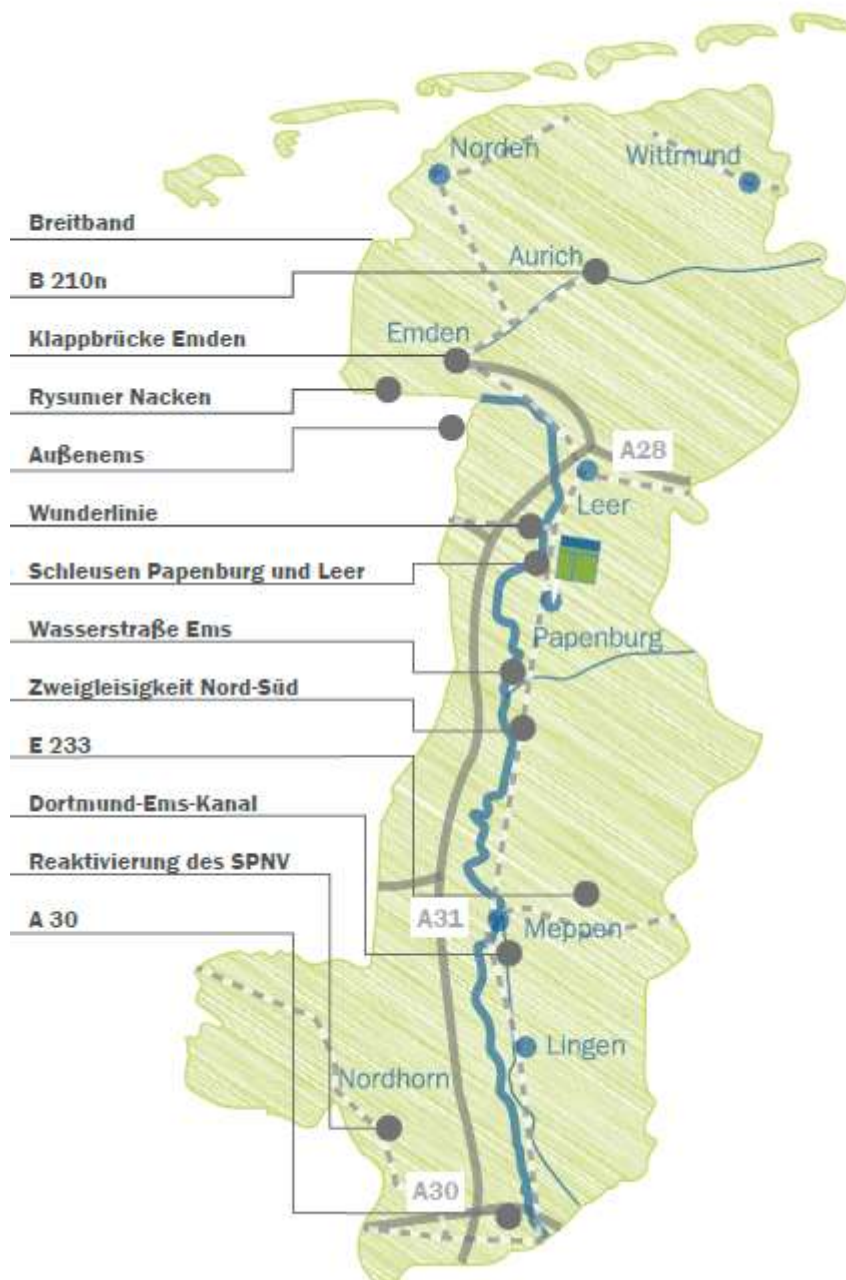 Norden
Wittmund
Breitband
Aurich
B 210n
Klappbrücke Emden
Emden
Rysumer Nacken
Außenems
A28
Leer
Wunderlinie
Schleusen Papenburg und Leer
Wasserstraße Ems
Papenburg
Zweigleisigkeit Nord-Süd
E 233
Dortmund-Ems-Kanal
Reaktivierung des SPNV
A 30
A31
Meppen
Lingen
Nordhorn
A30